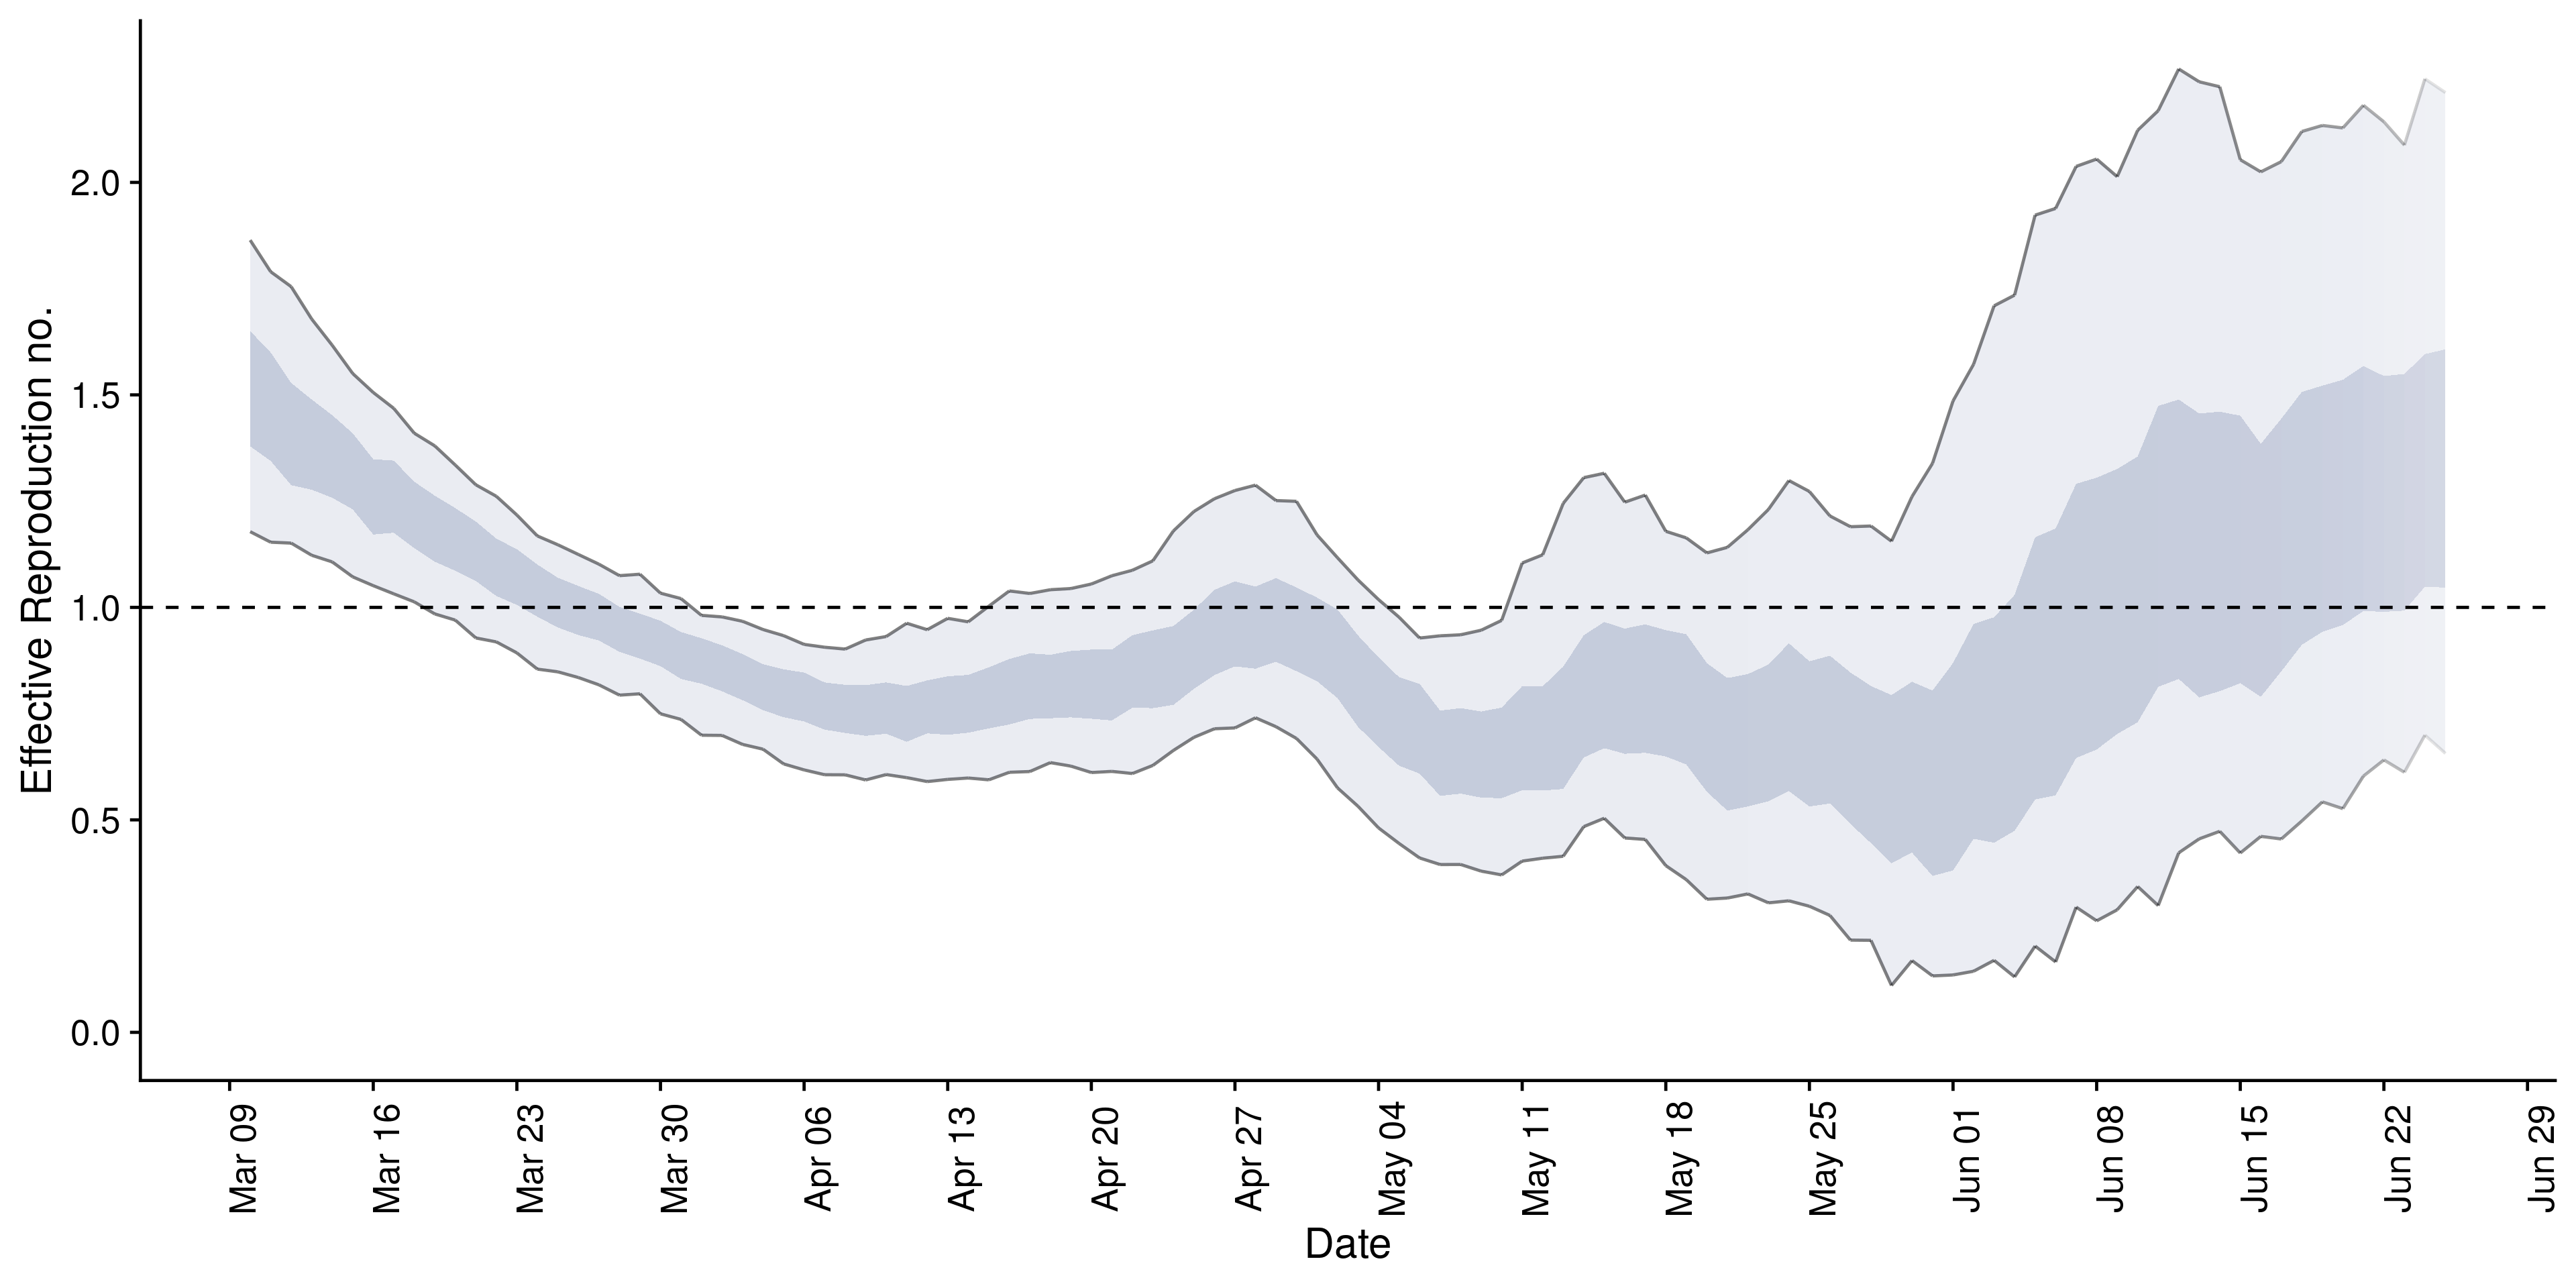 Effective Reproduction no.
2.0
1.5
1.0
0.5
0.0
Mar 09
Mar 16
Mar 23
Mar 30
Apr 06
Apr 13
Apr 20
Apr 27
May 04
May 11
May 18
May 25
Jun 01
Jun 08
Jun 15
Jun 22
Jun 29
Date